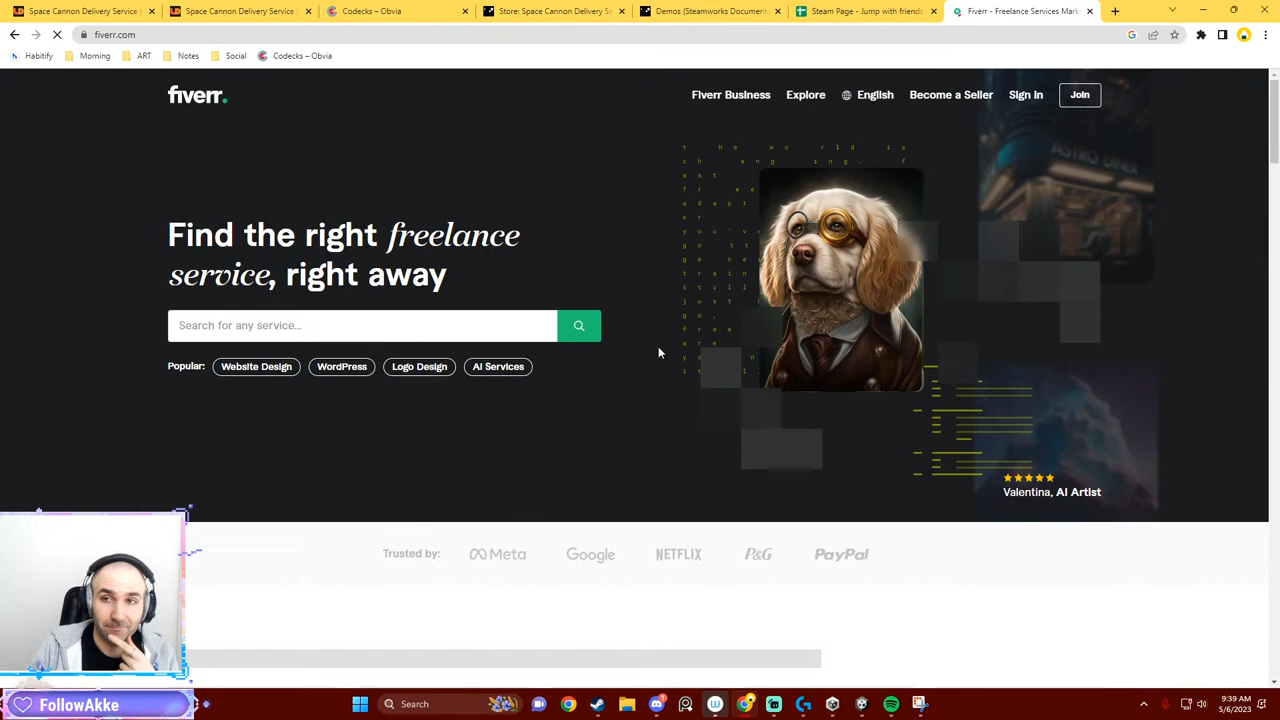 Space Cannon Delivery Service
Space Cannon Delivery Service
Codecks – Obvia
Store: Space Cannon Delivery Se
Demos (Steamworks Documenta
Steam Page - Jump with friends
Fiverr - Freelance Services Mark
fiverr.com
Habitify
Morning
ART
Notes
Social
Codecks – Obvia
fiverr.
Fiverr Business
Explore
English
Become a Seller
Sign In
Join
Find the right freelance
service, right away
Search for any service...
Popular:
Website Design
WordPress
Logo Design
AI Services
ASTRO DINER
Valentina, AI Artist
Trusted by:
Meta
Google
NETFLIX
P&G
PayPal
FollowAkke
Search
9:39 AM
5/6/2023